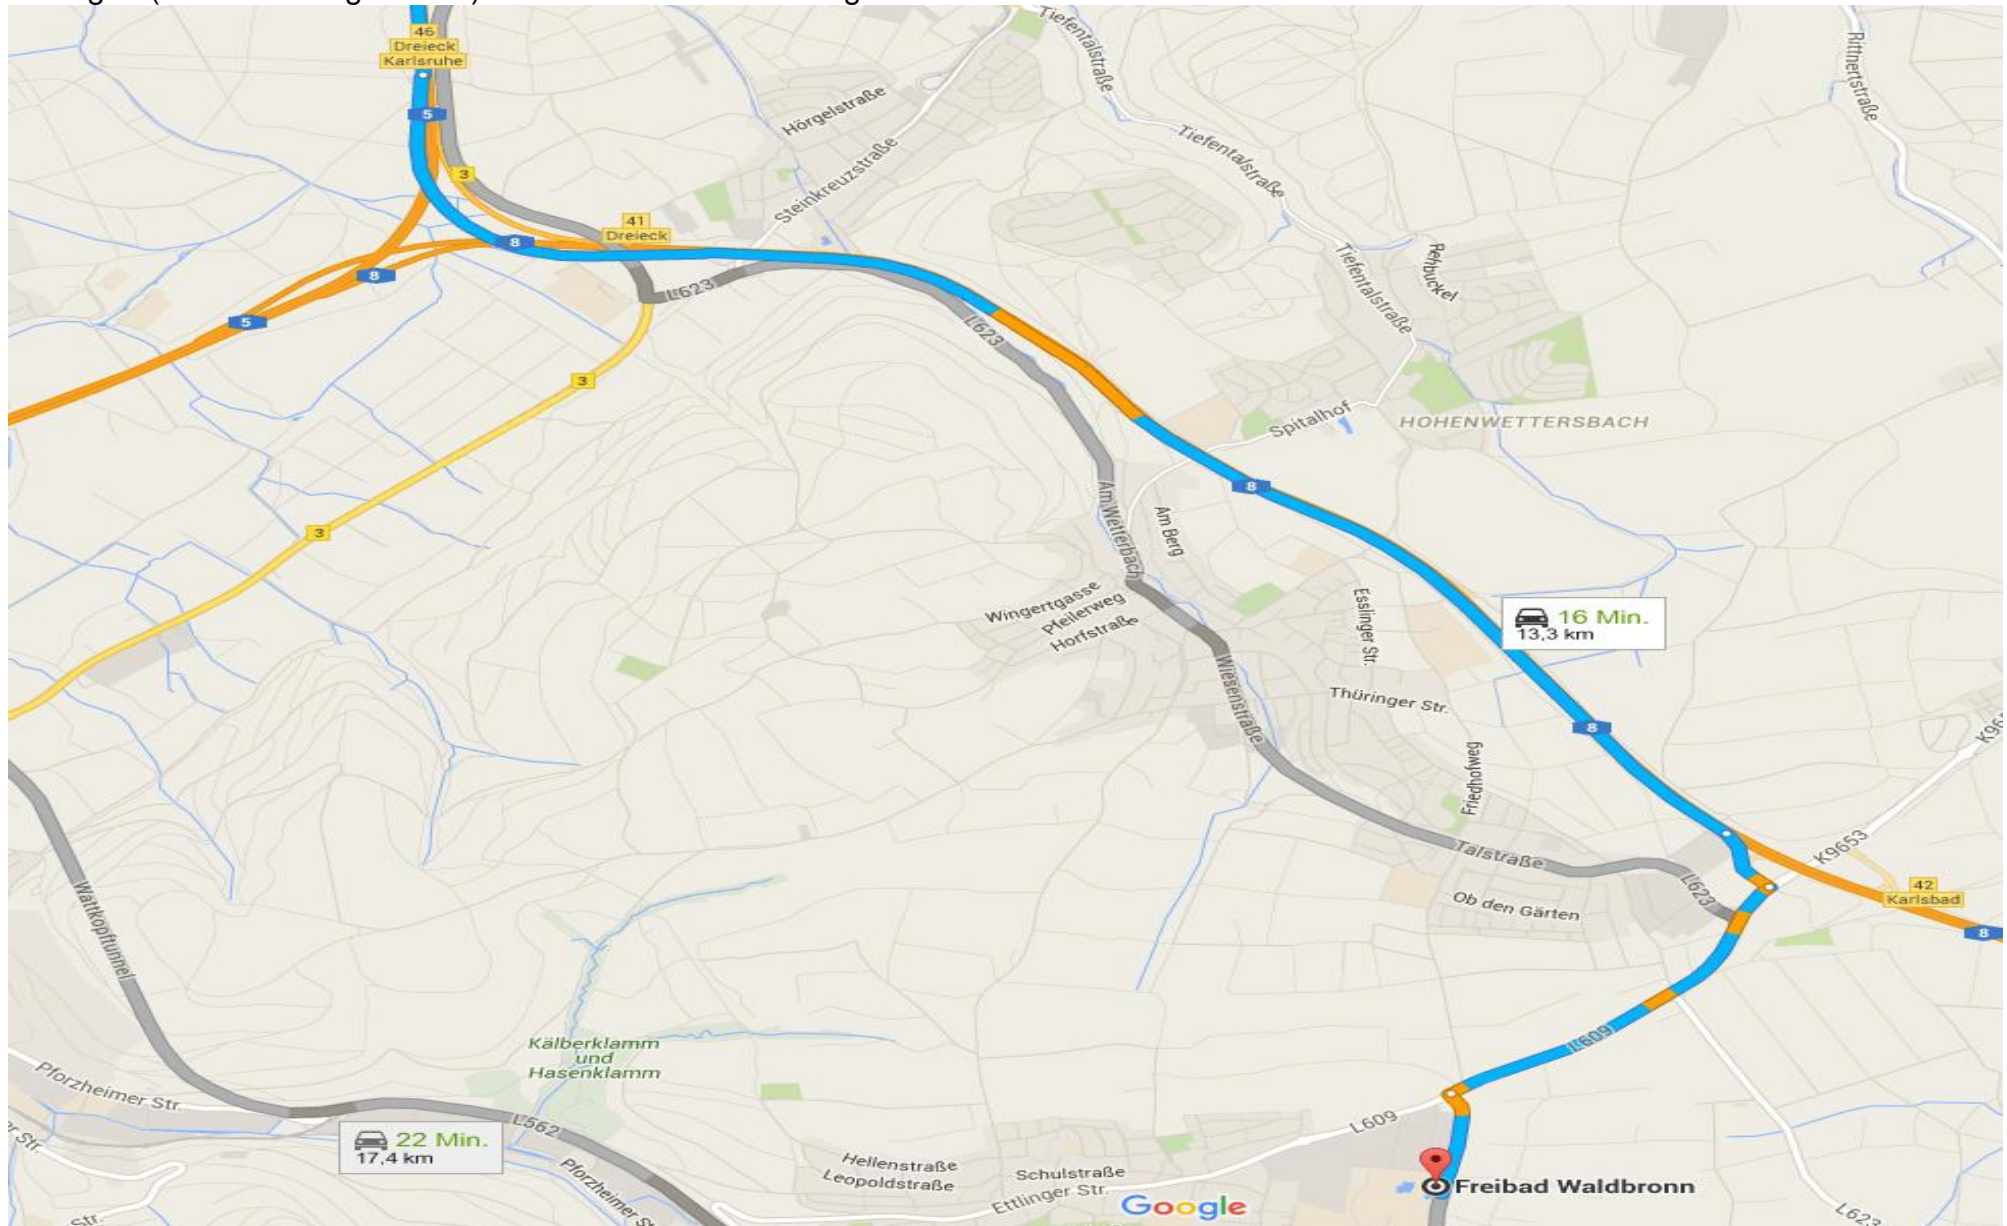 46
Dreieck
Karlsruhe
5
3
41
Dreieck
8
8
5
3
3
L623
L623
Hörgelstraße
Steinkreuzstraße
Tiefentalstraße
Tiefentalstraße
Tiefentalstraße
Rehbuckel
Rittnertstraße
Spitalhof
HOHENWETTERSBACH
8
Am Wetterbach
Am Berg
Wingertgasse
Pfeilerweg
Horfstraße
Esslinger Str.
16 Min.
13,3 km
Wiesenstraße
Thüringer Str.
8
Friedhofweg
Talstraße
L623
K9653
42
Karlsbad
8
Ob den Gärten
Wattkopftunnel
Kälberklamm
und
Hasenklamm
L609
Pforzheimer Str.
L562
22 Min.
17,4 km
Pforzheimer
Hellenstraße
Leopoldstraße
Schulstraße
Ettlinger Str.
L609
Google
Freibad Waldbronn
L623
Str.